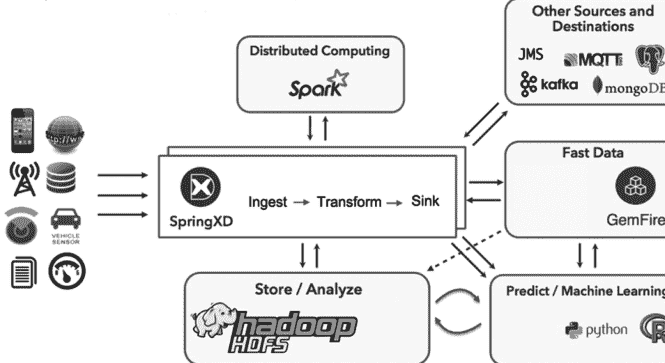 Other Sources and
Destinations
JMS
MQTT
kafka
mongoDB
Distributed Computing
Spark
SpringXD
Ingest → Transform → Sink
Fast Data
GemFire
VEHICLE
SENSOR
Store / Analyze
hadoop
HDFS
Predict / Machine Learning
python
R